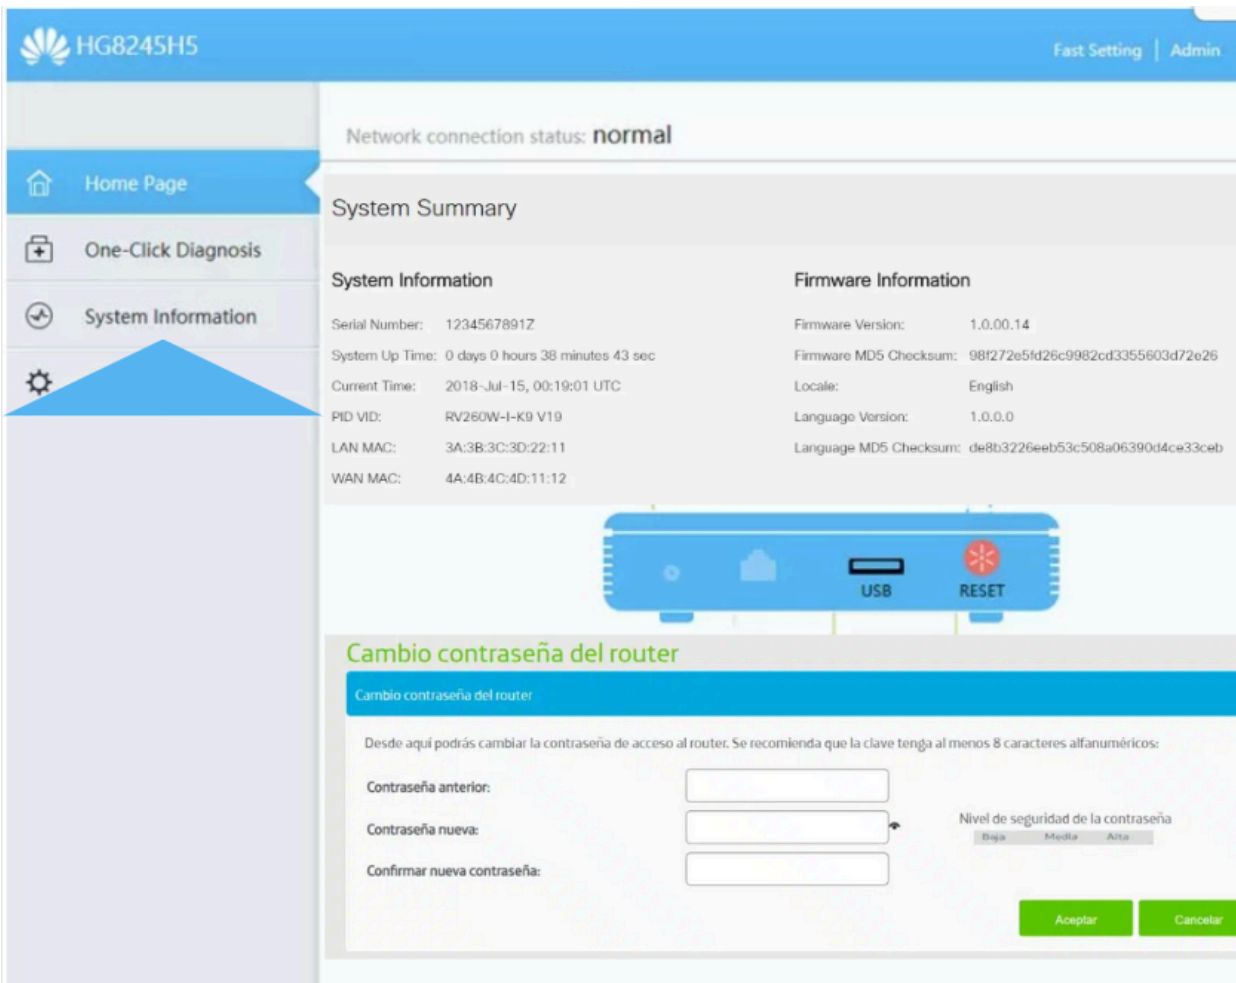 HG8245H5
Fast Setting | Admin
Network connection status: normal
Home Page
One-Click Diagnosis
System Information
System Summary
System Information
Serial Number: 1234567891Z
System Up Time: 0 days 0 hours 38 minutes 43 sec
Current Time: 2018-Jul-15, 00:19:01 UTC
PID VID: RV260W-I-K9 V19
LAN MAC: 3A:3B:3C:3D:22:11
WAN MAC: 4A:4B:4C:4D:11:12
Firmware Information
Firmware Version: 1.0.00.14
Firmware MD5 Checksum: 98f272e5fd26c9982cd3355603d72e26
Locale: English
Language Version: 1.0.0.0
Language MD5 Checksum: de8b3226eeb53c508a06390d4ce33ceb
USB
RESET
Cambio contraseña del router
Cambio contraseña del router
Desde aquí podrás cambiar la contraseña de acceso al router. Se recomienda que la clave tenga al menos 8 caracteres alfanuméricos:
Contraseña anterior:
Contraseña nueva:
Confirmar nueva contraseña:
Nivel de seguridad de la contraseña
Baja Media Alta
Aceptar
Cancelar